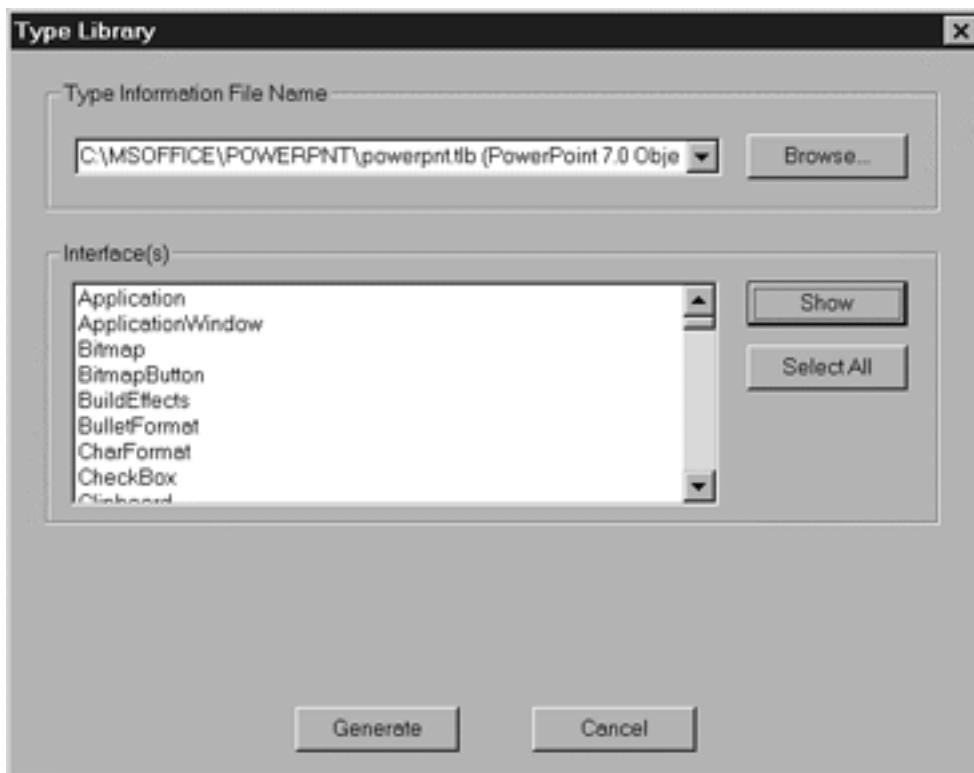 Type Library
Type Information File Name
C:\MSOFFICE\POWERPNT\powerpnt.tlb (PowerPoint 7.0 Obje
Browse...
Interface(s)
Application
ApplicationWindow
Bitmap
BitmapButton
BuildEffects
BulletFormat
CharFormat
CheckBox
Clipboard
Show
Select All
Generate
Cancel